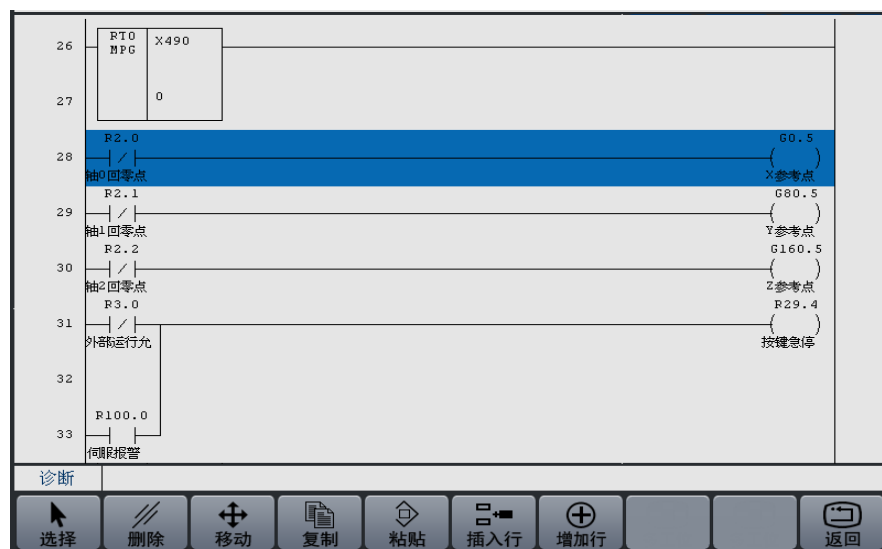 26 RTO X490
MPG
27 0
R2.0 G0.5
28
轴0回零点 X参考点
R2.1 G80.5
29
轴1回零点 Y参考点
R2.2 G160.5
30
轴2回零点 Z参考点
R3.0 R29.4
31
外部运行允 按键急停
32
R100.0
33
伺服报警
诊断
选择 删除 移动 复制 粘贴 插入行 增加行 返回